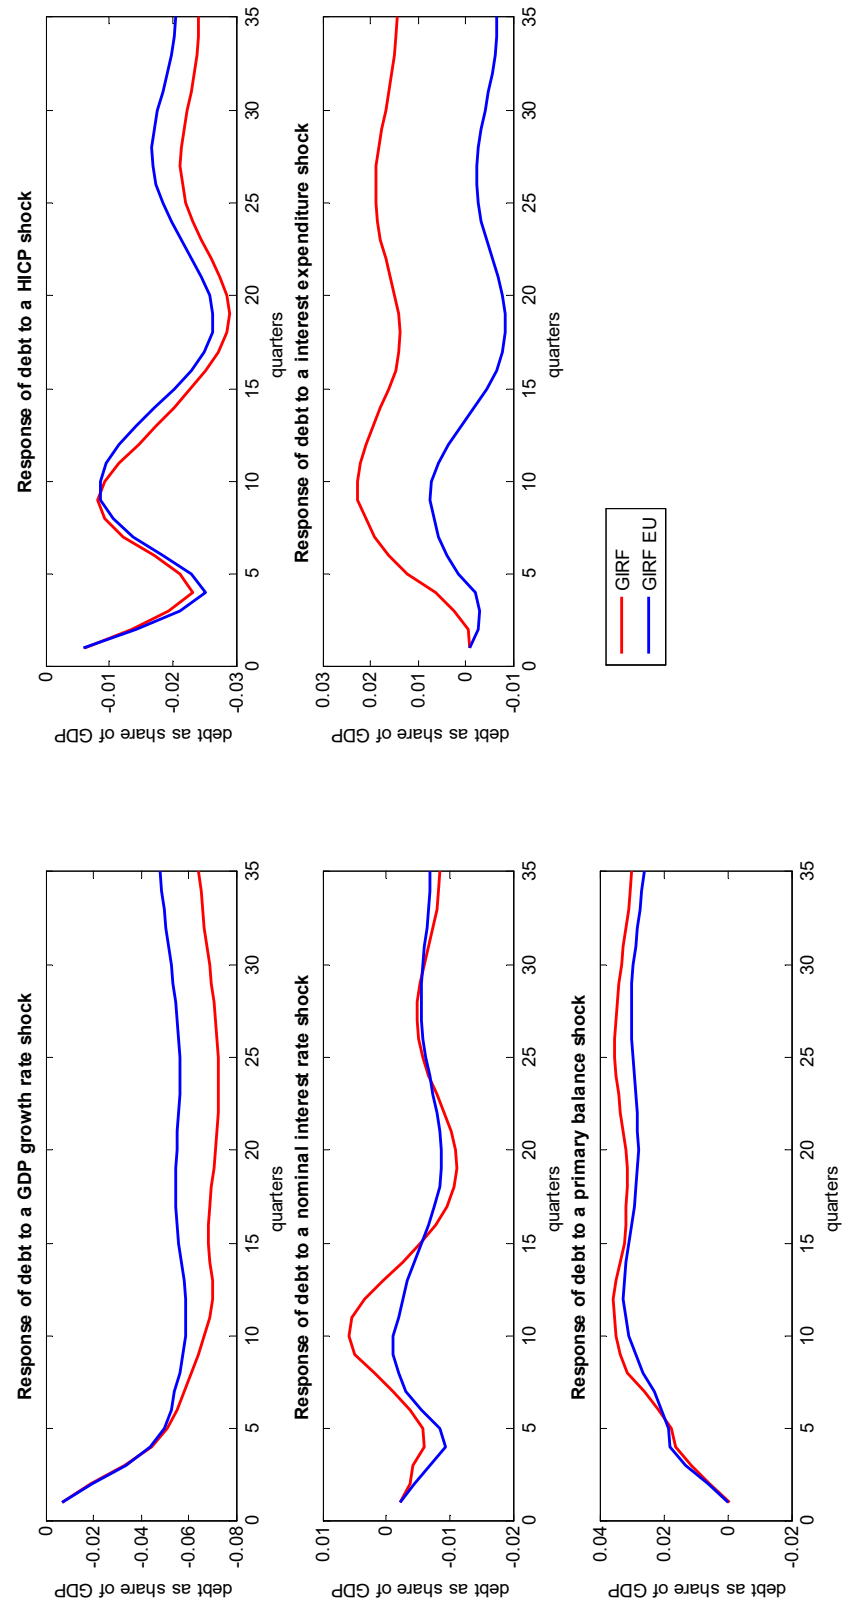 Response of debt to a GDP growth rate shock
debt as share of GDP
0
-0.02
-0.04
-0.06
-0.08
0 5 10 15 20 25 30 35
quarters
Response of debt to a HICP shock
debt as share of GDP
0
-0.01
-0.02
-0.03
0 5 10 15 20 25 30 35
quarters
Response of debt to a nominal interest rate shock
debt as share of GDP
0.01
0
-0.01
-0.02
0 5 10 15 20 25 30 35
quarters
Response of debt to a interest expenditure shock
debt as share of GDP
0.03
0.02
0.01
0
-0.01
0 5 10 15 20 25 30 35
quarters
Response of debt to a primary balance shock
debt as share of GDP
0.04
0.02
0
-0.02
0 5 10 15 20 25 30 35
quarters
GIRF
GIRF EU